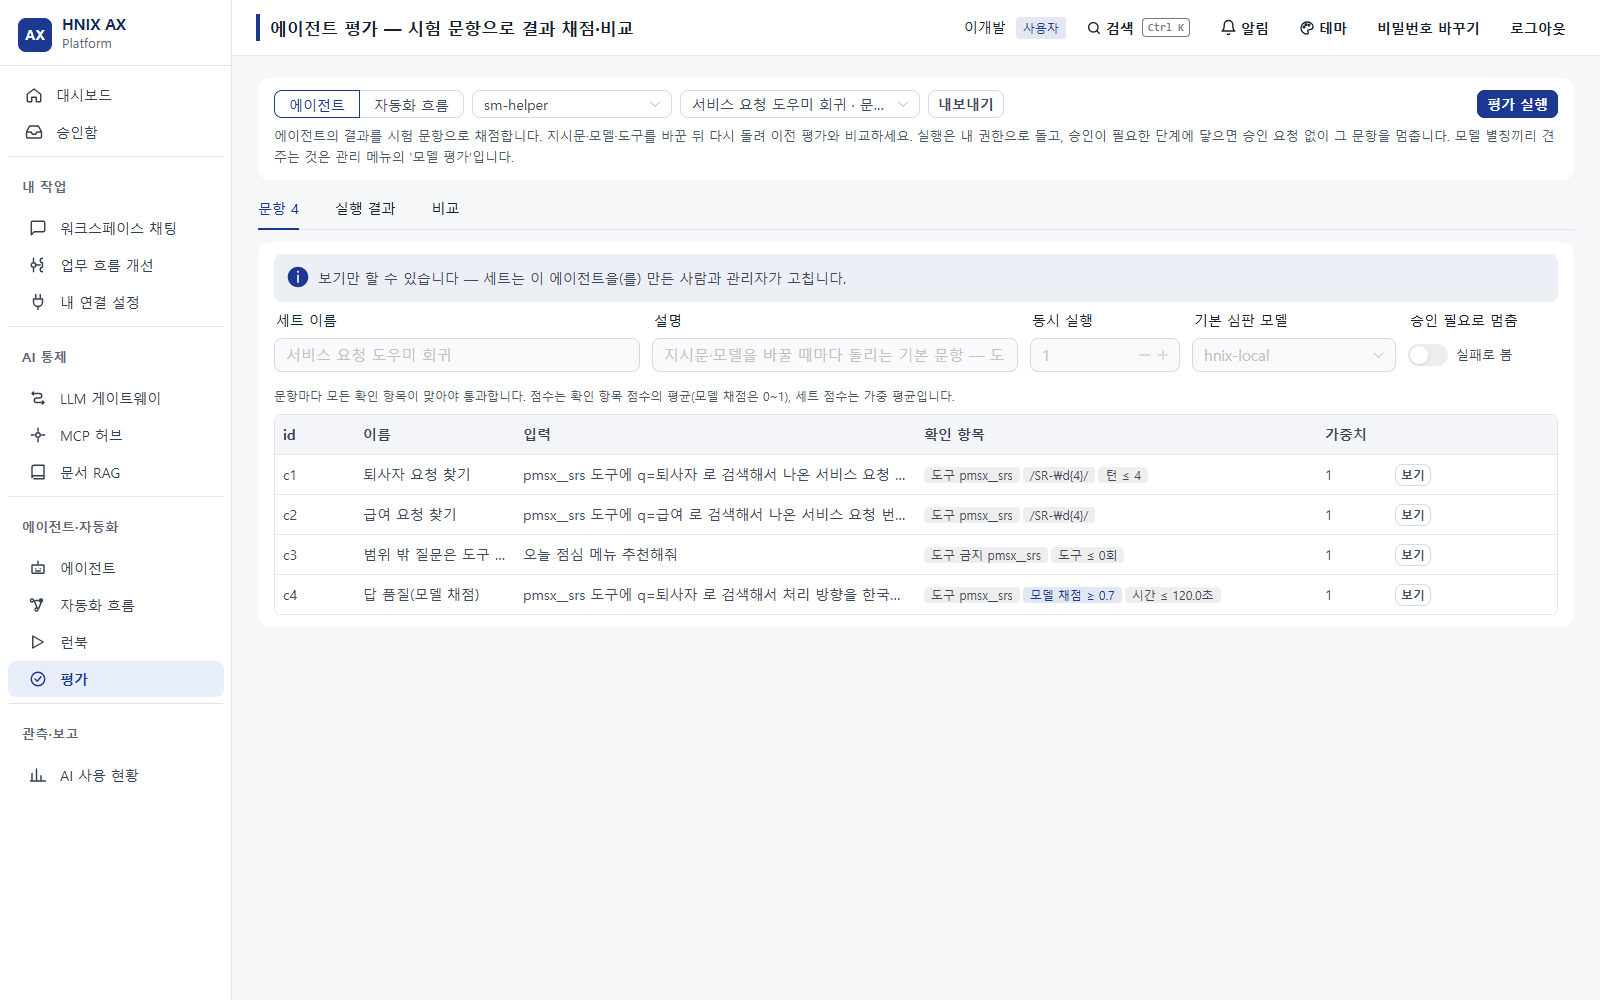 AX
HNIX AX
Platform
대시보드
승인함
내 작업
워크스페이스 채팅
업무 흐름 개선
내 연결 설정
AI 통제
LLM 게이트웨이
MCP 허브
문서 RAG
에이전트·자동화
에이전트
자동화 흐름
런북
평가
관측·보고
AI 사용 현황
에이전트 평가 — 시험 문항으로 결과 채점·비교
이개발 사용자 검색 Ctrl K 알림 테마 비밀번호 바꾸기 로그아웃
에이전트 자동화 흐름 sm-helper 서비스 요청 도우미 회귀 · 문... 내보내기 평가 실행
에이전트의 결과를 시험 문항으로 채점합니다. 지시문·모델·도구를 바꾼 뒤 다시 돌려 이전 평가와 비교하세요. 실행은 내 권한으로 돌고, 승인이 필요한 단계에 닿으면 승인 요청 없이 그 문항을 멈춥니다. 모델 별칭끼리 견
주는 것은 관리 메뉴의 '모델 평가'입니다.
문항 4 실행 결과 비교
보기만 할 수 있습니다 — 세트는 이 에이전트을(를) 만든 사람과 관리자가 고칩니다.
세트 이름 설명 동시 실행 기본 심판 모델 승인 필요로 멈춤
서비스 요청 도우미 회귀 지시문·모델을 바꿀 때마다 돌리는 기본 문항 — 도 1 hnix-local 실패로 봄
문항마다 모든 확인 항목이 맞아야 통과합니다. 점수는 확인 항목 점수의 평균(모델 채점은 0~1), 세트 점수는 가중 평균입니다.
id 이름 입력 확인 항목 가중치
c1 퇴사자 요청 찾기 pmsx__srs 도구에 q=퇴사자 로 검색해서 나온 서비스 요청 ... 도구 pmsx__srs /SR-₩d{4}/ 턴 ≤ 4 1 보기
c2 급여 요청 찾기 pmsx__srs 도구에 q=급여 로 검색해서 나온 서비스 요청 번... 도구 pmsx__srs /SR-₩d{4}/ 1 보기
c3 범위 밖 질문은 도구 ... 오늘 점심 메뉴 추천해줘 도구 금지 pmsx__srs 도구 ≤ 0회 1 보기
c4 답 품질(모델 채점) pmsx__srs 도구에 q=퇴사자 로 검색해서 처리 방향을 한국... 도구 pmsx__srs 모델 채점 ≥ 0.7 시간 ≤ 120.0초 1 보기